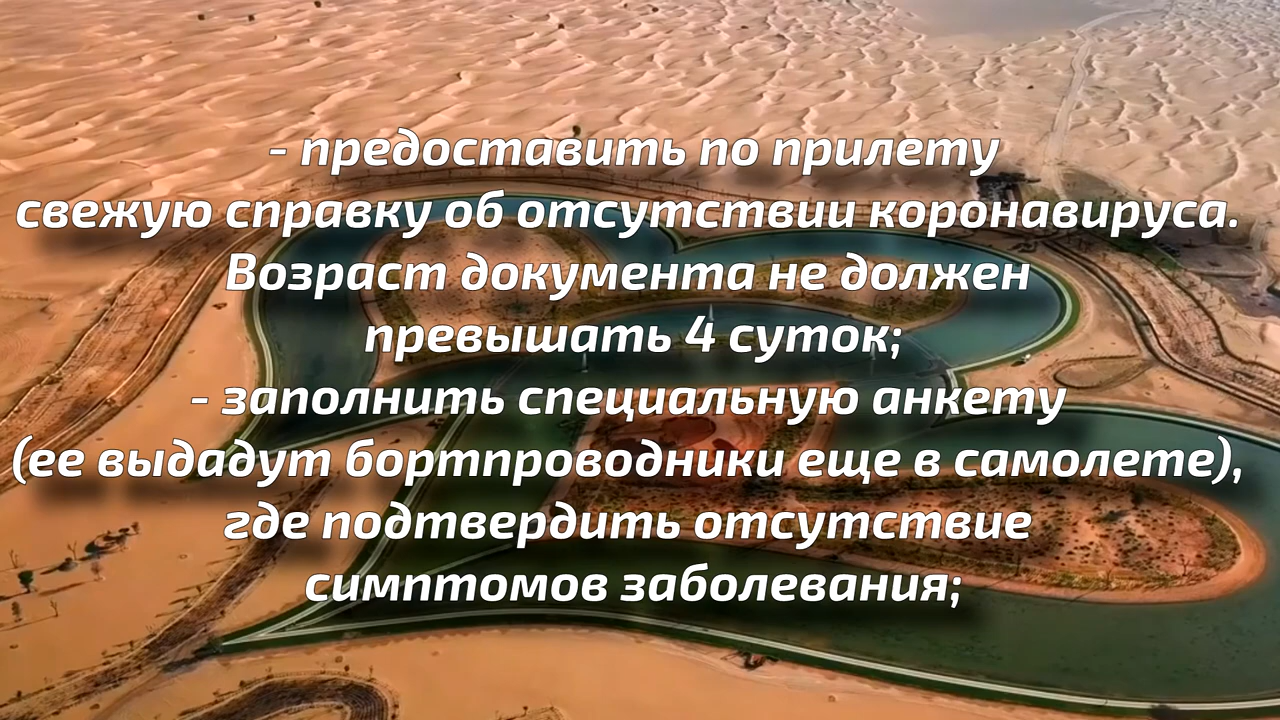 - предоставить по прилету
свежую справку об отсутствии коронавируса.
Возраст документа не должен
превышать 4 суток;
- заполнить специальную анкету
(ее выдадут бортпроводники еще в самолете),
где подтвердить отсутствие
симптомов заболевания;